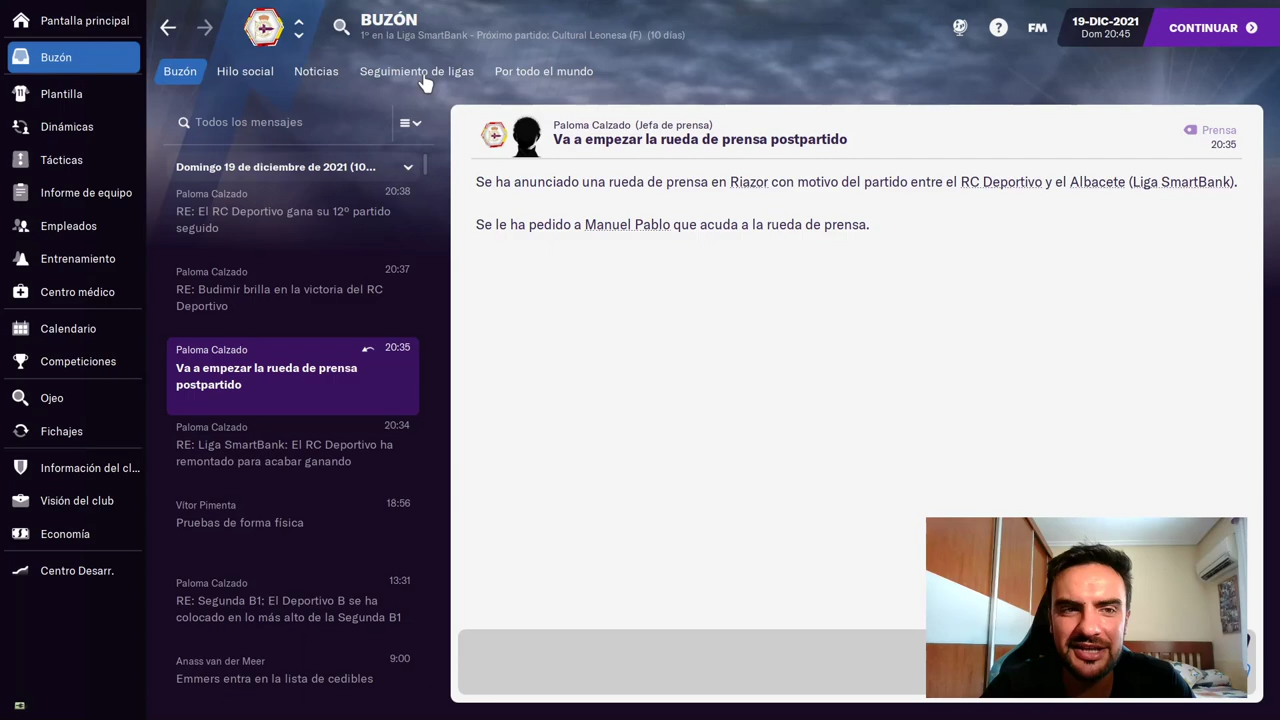 Pantalla principal
Buzón
Plantilla
Dinámicas
Tácticas
Informe de equipo
Empleados
Entrenamiento
Centro médico
Calendario
Competiciones
Ojeo
Fichajes
Información del cl...
Visión del club
Economía
Centro Desarr.
BUZÓN
1º en la Liga SmartBank - Próximo partido: Cultural Leonesa (F) (10 días)
?
FM
19-DIC-2021
Dom 20:45
CONTINUAR
Buzón
Hilo social
Noticias
Seguimiento de ligas
Por todo el mundo
Todos los mensajes
Domingo 19 de diciembre de 2021 (10...
Paloma Calzado 20:38
RE: El RC Deportivo gana su 12º partido
seguido
Paloma Calzado 20:37
RE: Budimir brilla en la victoria del RC
Deportivo
Paloma Calzado 20:35
Va a empezar la rueda de prensa
postpartido
Paloma Calzado 20:34
RE: Liga SmartBank: El RC Deportivo ha
remontado para acabar ganando
Vítor Pimenta 18:56
Pruebas de forma física
Paloma Calzado 13:31
RE: Segunda B1; El Deportivo B se ha
colocado en lo más alto de la Segunda B1
Anass van der Meer 9:00
Emmers entra en la lista de cedibles
Paloma Calzado (Jefa de prensa)
Va a empezar la rueda de prensa postpartido
Prensa
20:35
Se ha anunciado una rueda de prensa en Riazor con motivo del partido entre el RC Deportivo y el Albacete (Liga SmartBank).
Se le ha pedido a Manuel Pablo que acuda a la rueda de prensa.